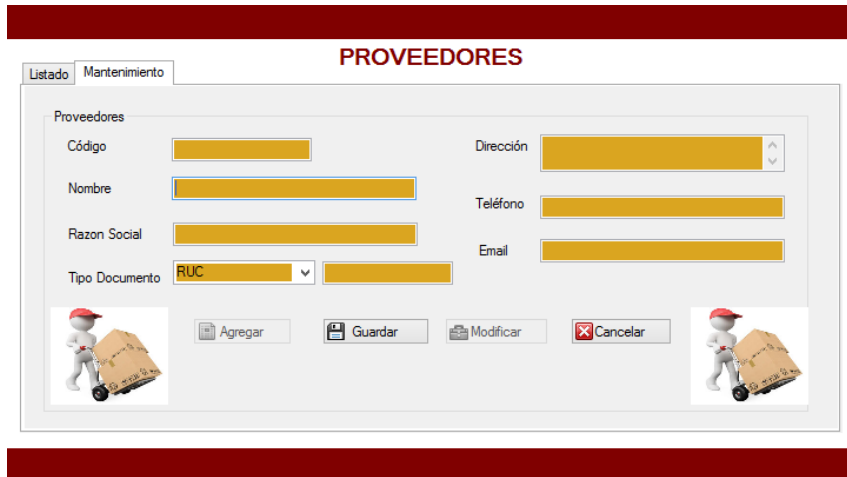 PROVEEDORES
Listado Mantenimiento
Proveedores
Código
Dirección
Nombre
Teléfono
Razon Social
Email
Tipo Documento RUC
Agregar Guardar Modificar Cancelar